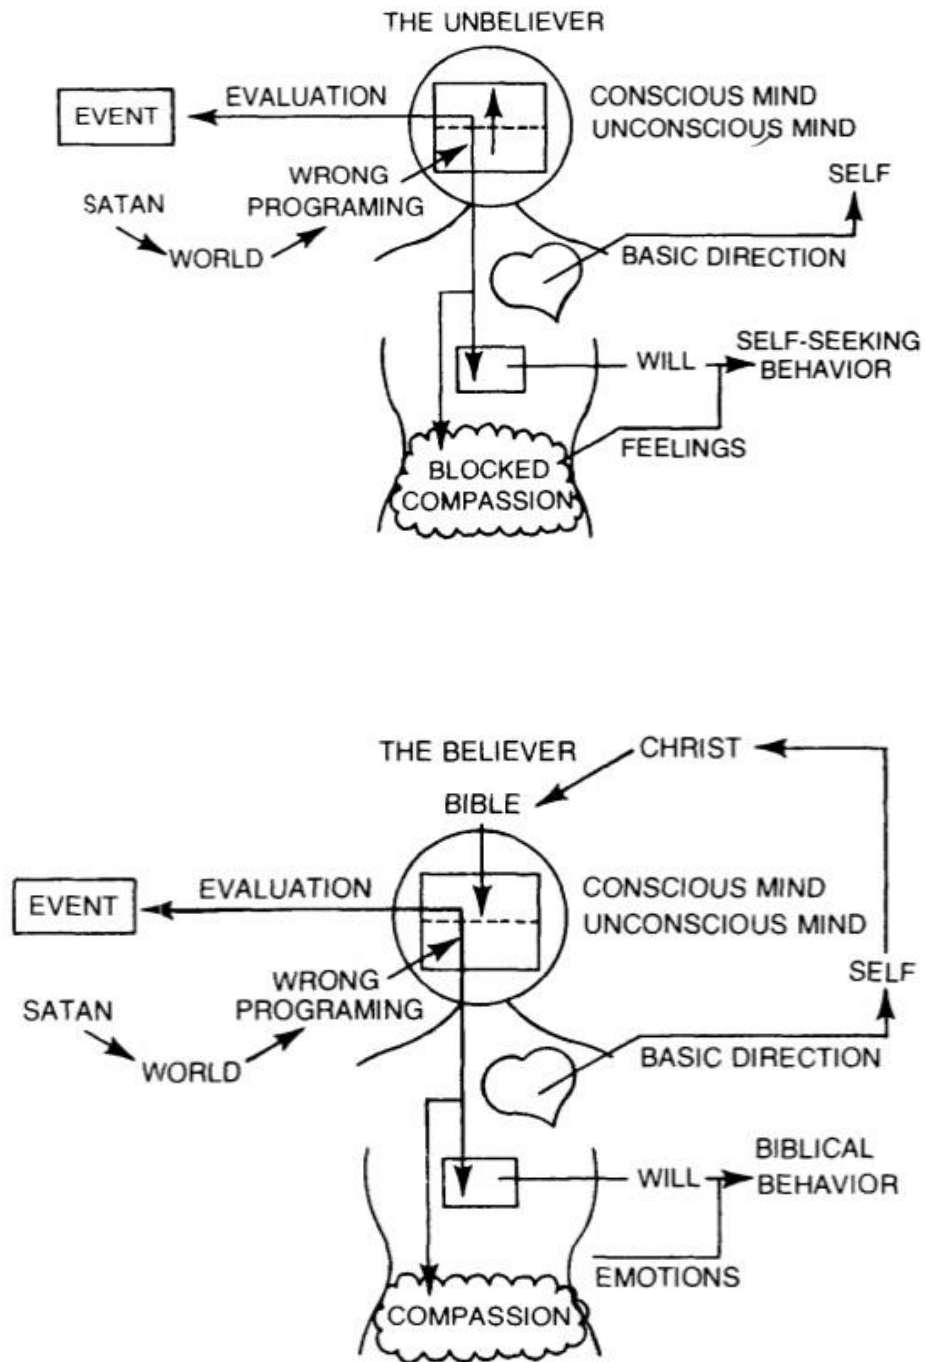 THE UNBELIEVER
EVENT
EVALUATION
CONSCIOUS MIND
UNCONSCIOUS MIND
WRONG
PROGRAMING
SATAN
WORLD
SELF
BASIC DIRECTION
WILL
SELF-SEEKING
BEHAVIOR
FEELINGS
BLOCKED
COMPASSION
THE BELIEVER
CHRIST
BIBLE
EVENT
EVALUATION
CONSCIOUS MIND
UNCONSCIOUS MIND
WRONG
PROGRAMING
SATAN
WORLD
SELF
BASIC DIRECTION
WILL
BIBLICAL
BEHAVIOR
EMOTIONS
COMPASSION